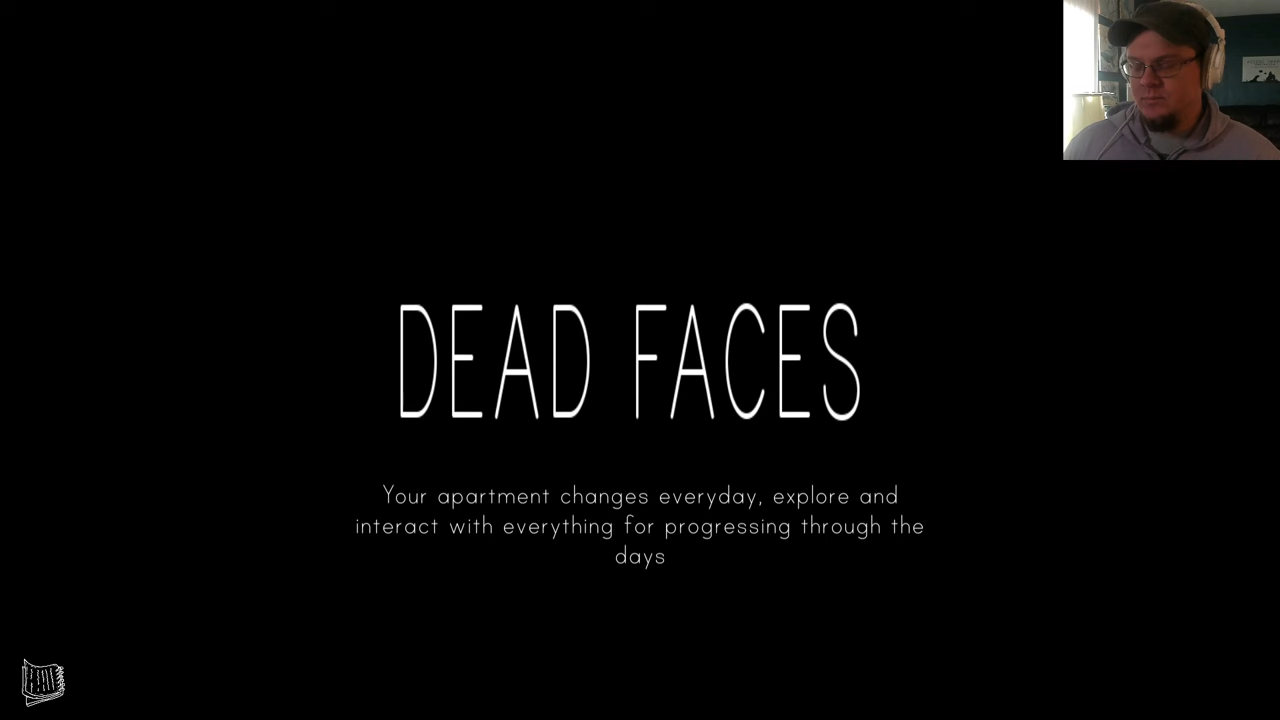 DEAD FACES
Your apartment changes everyday, explore and
interact with everything for progressing through the
days